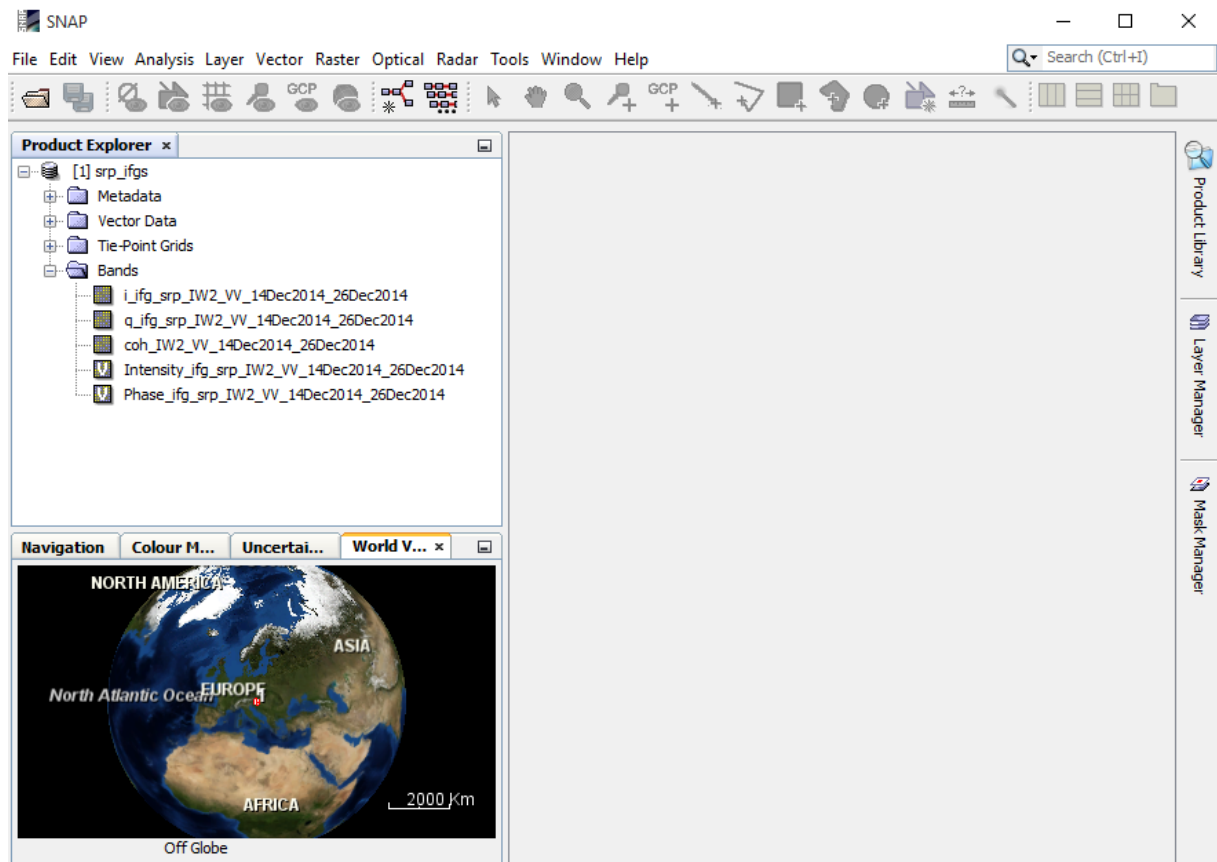 SNAP
File Edit View Analysis Layer Vector Raster Optical Radar Tools Window Help
Search (Ctrl+I)
GCP GCP
Product Explorer ×
[1] srp_ifgs
Metadata
Vector Data
Tie-Point Grids
Bands
i_ifg_srp_IW2_VV_14Dec2014_26Dec2014
q_ifg_srp_IW2_VV_14Dec2014_26Dec2014
coh_IW2_VV_14Dec2014_26Dec2014
Intensity_ifg_srp_IW2_VV_14Dec2014_26Dec2014
Phase_ifg_srp_IW2_VV_14Dec2014_26Dec2014
Product Library
Layer Manager
Mask Manager
Navigation Colour M... Uncertai... World V... ×
NORTH AMERICA
ASIA
North Atlantic Ocean
EUROPE
AFRICA
2000 Km
Off Globe